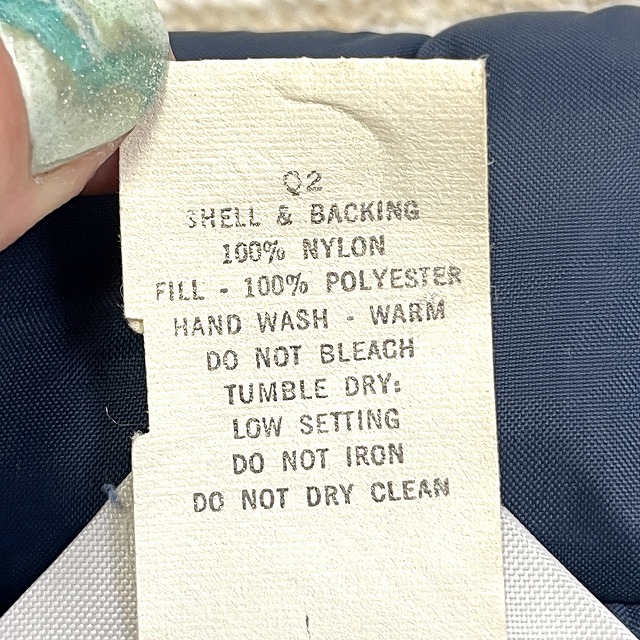 Q2
SHELL & BACKING
100% NYLON
FILL - 100% POLYESTER
HAND WASH - WARM
DO NOT BLEACH
TUMBLE DRY:
LOW SETTING
DO NOT IRON
DO NOT DRY CLEAN